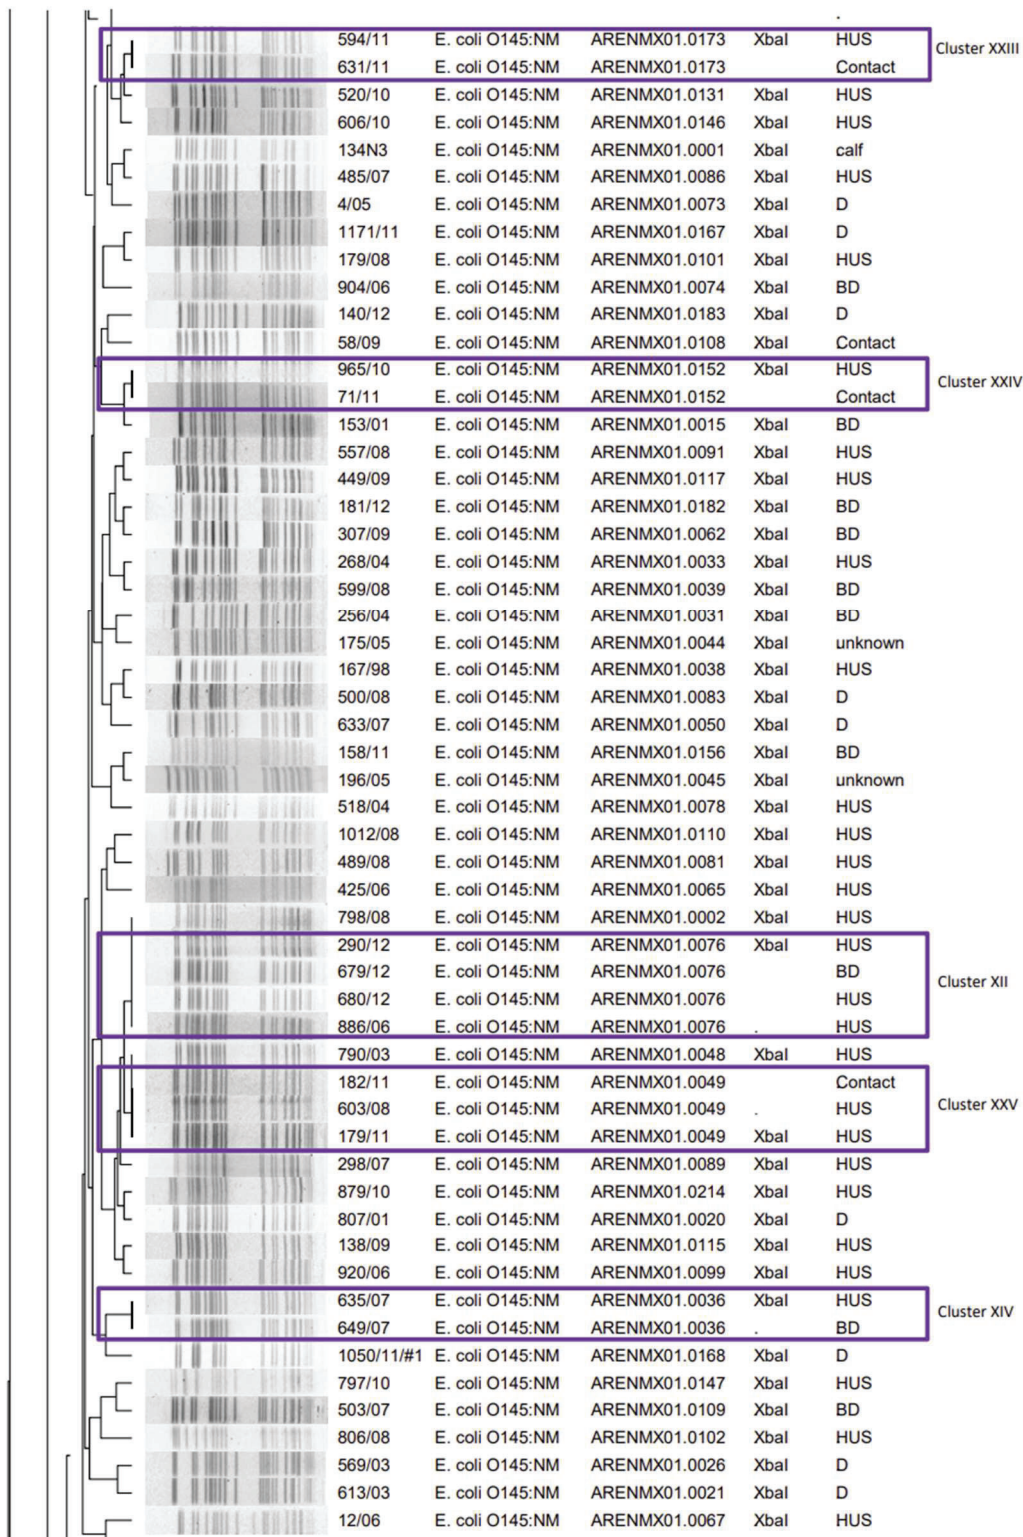 594/11 E. coli O145:NM ARENMX01.0173 XbaI HUS
Cluster XXIII
631/11 E. coli O145:NM ARENMX01.0173 Contact
520/10 E. coli O145:NM ARENMX01.0131 XbaI HUS
606/10 E. coli O145:NM ARENMX01.0146 XbaI HUS
134N3 E. coli O145:NM ARENMX01.0001 XbaI calf
485/07 E. coli O145:NM ARENMX01.0086 XbaI HUS
4/05 E. coli O145:NM ARENMX01.0073 XbaI D
1171/11 E. coli O145:NM ARENMX01.0167 XbaI D
179/08 E. coli O145:NM ARENMX01.0101 XbaI HUS
904/06 E. coli O145:NM ARENMX01.0074 XbaI BD
140/12 E. coli O145:NM ARENMX01.0183 XbaI D
58/09 E. coli O145:NM ARENMX01.0108 XbaI Contact
965/10 E. coli O145:NM ARENMX01.0152 XbaI HUS
Cluster XXIV
71/11 E. coli O145:NM ARENMX01.0152 Contact
153/01 E. coli O145:NM ARENMX01.0015 XbaI BD
557/08 E. coli O145:NM ARENMX01.0091 XbaI HUS
449/09 E. coli O145:NM ARENMX01.0117 XbaI HUS
181/12 E. coli O145:NM ARENMX01.0182 XbaI BD
307/09 E. coli O145:NM ARENMX01.0062 XbaI BD
268/04 E. coli O145:NM ARENMX01.0033 XbaI HUS
599/08 E. coli O145:NM ARENMX01.0039 XbaI BD
256/04 E. coli O145:NM ARENMX01.0031 XbaI BD
175/05 E. coli O145:NM ARENMX01.0044 XbaI unknown
167/98 E. coli O145:NM ARENMX01.0038 XbaI HUS
500/08 E. coli O145:NM ARENMX01.0083 XbaI D
633/07 E. coli O145:NM ARENMX01.0050 XbaI D
158/11 E. coli O145:NM ARENMX01.0156 XbaI BD
196/05 E. coli O145:NM ARENMX01.0045 XbaI unknown
518/04 E. coli O145:NM ARENMX01.0078 XbaI HUS
1012/08 E. coli O145:NM ARENMX01.0110 XbaI HUS
489/08 E. coli O145:NM ARENMX01.0081 XbaI HUS
425/06 E. coli O145:NM ARENMX01.0065 XbaI HUS
798/08 E. coli O145:NM ARENMX01.0002 XbaI HUS
290/12 E. coli O145:NM ARENMX01.0076 XbaI HUS
679/12 E. coli O145:NM ARENMX01.0076 BD
Cluster XII
680/12 E. coli O145:NM ARENMX01.0076 HUS
886/06 E. coli O145:NM ARENMX01.0076 . HUS
790/03 E. coli O145:NM ARENMX01.0048 XbaI HUS
182/11 E. coli O145:NM ARENMX01.0049 Contact
603/08 E. coli O145:NM ARENMX01.0049 . HUS
Cluster XXV
179/11 E. coli O145:NM ARENMX01.0049 XbaI HUS
298/07 E. coli O145:NM ARENMX01.0089 XbaI HUS
879/10 E. coli O145:NM ARENMX01.0214 XbaI HUS
807/01 E. coli O145:NM ARENMX01.0020 XbaI D
138/09 E. coli O145:NM ARENMX01.0115 XbaI HUS
920/06 E. coli O145:NM ARENMX01.0099 XbaI HUS
635/07 E. coli O145:NM ARENMX01.0036 XbaI HUS
Cluster XIV
649/07 E. coli O145:NM ARENMX01.0036 . BD
1050/11/#1 E. coli O145:NM ARENMX01.0168 XbaI D
797/10 E. coli O145:NM ARENMX01.0147 XbaI HUS
503/07 E. coli O145:NM ARENMX01.0109 XbaI BD
806/08 E. coli O145:NM ARENMX01.0102 XbaI HUS
569/03 E. coli O145:NM ARENMX01.0026 XbaI D
613/03 E. coli O145:NM ARENMX01.0021 XbaI D
12/06 E. coli O145:NM ARENMX01.0067 XbaI HUS